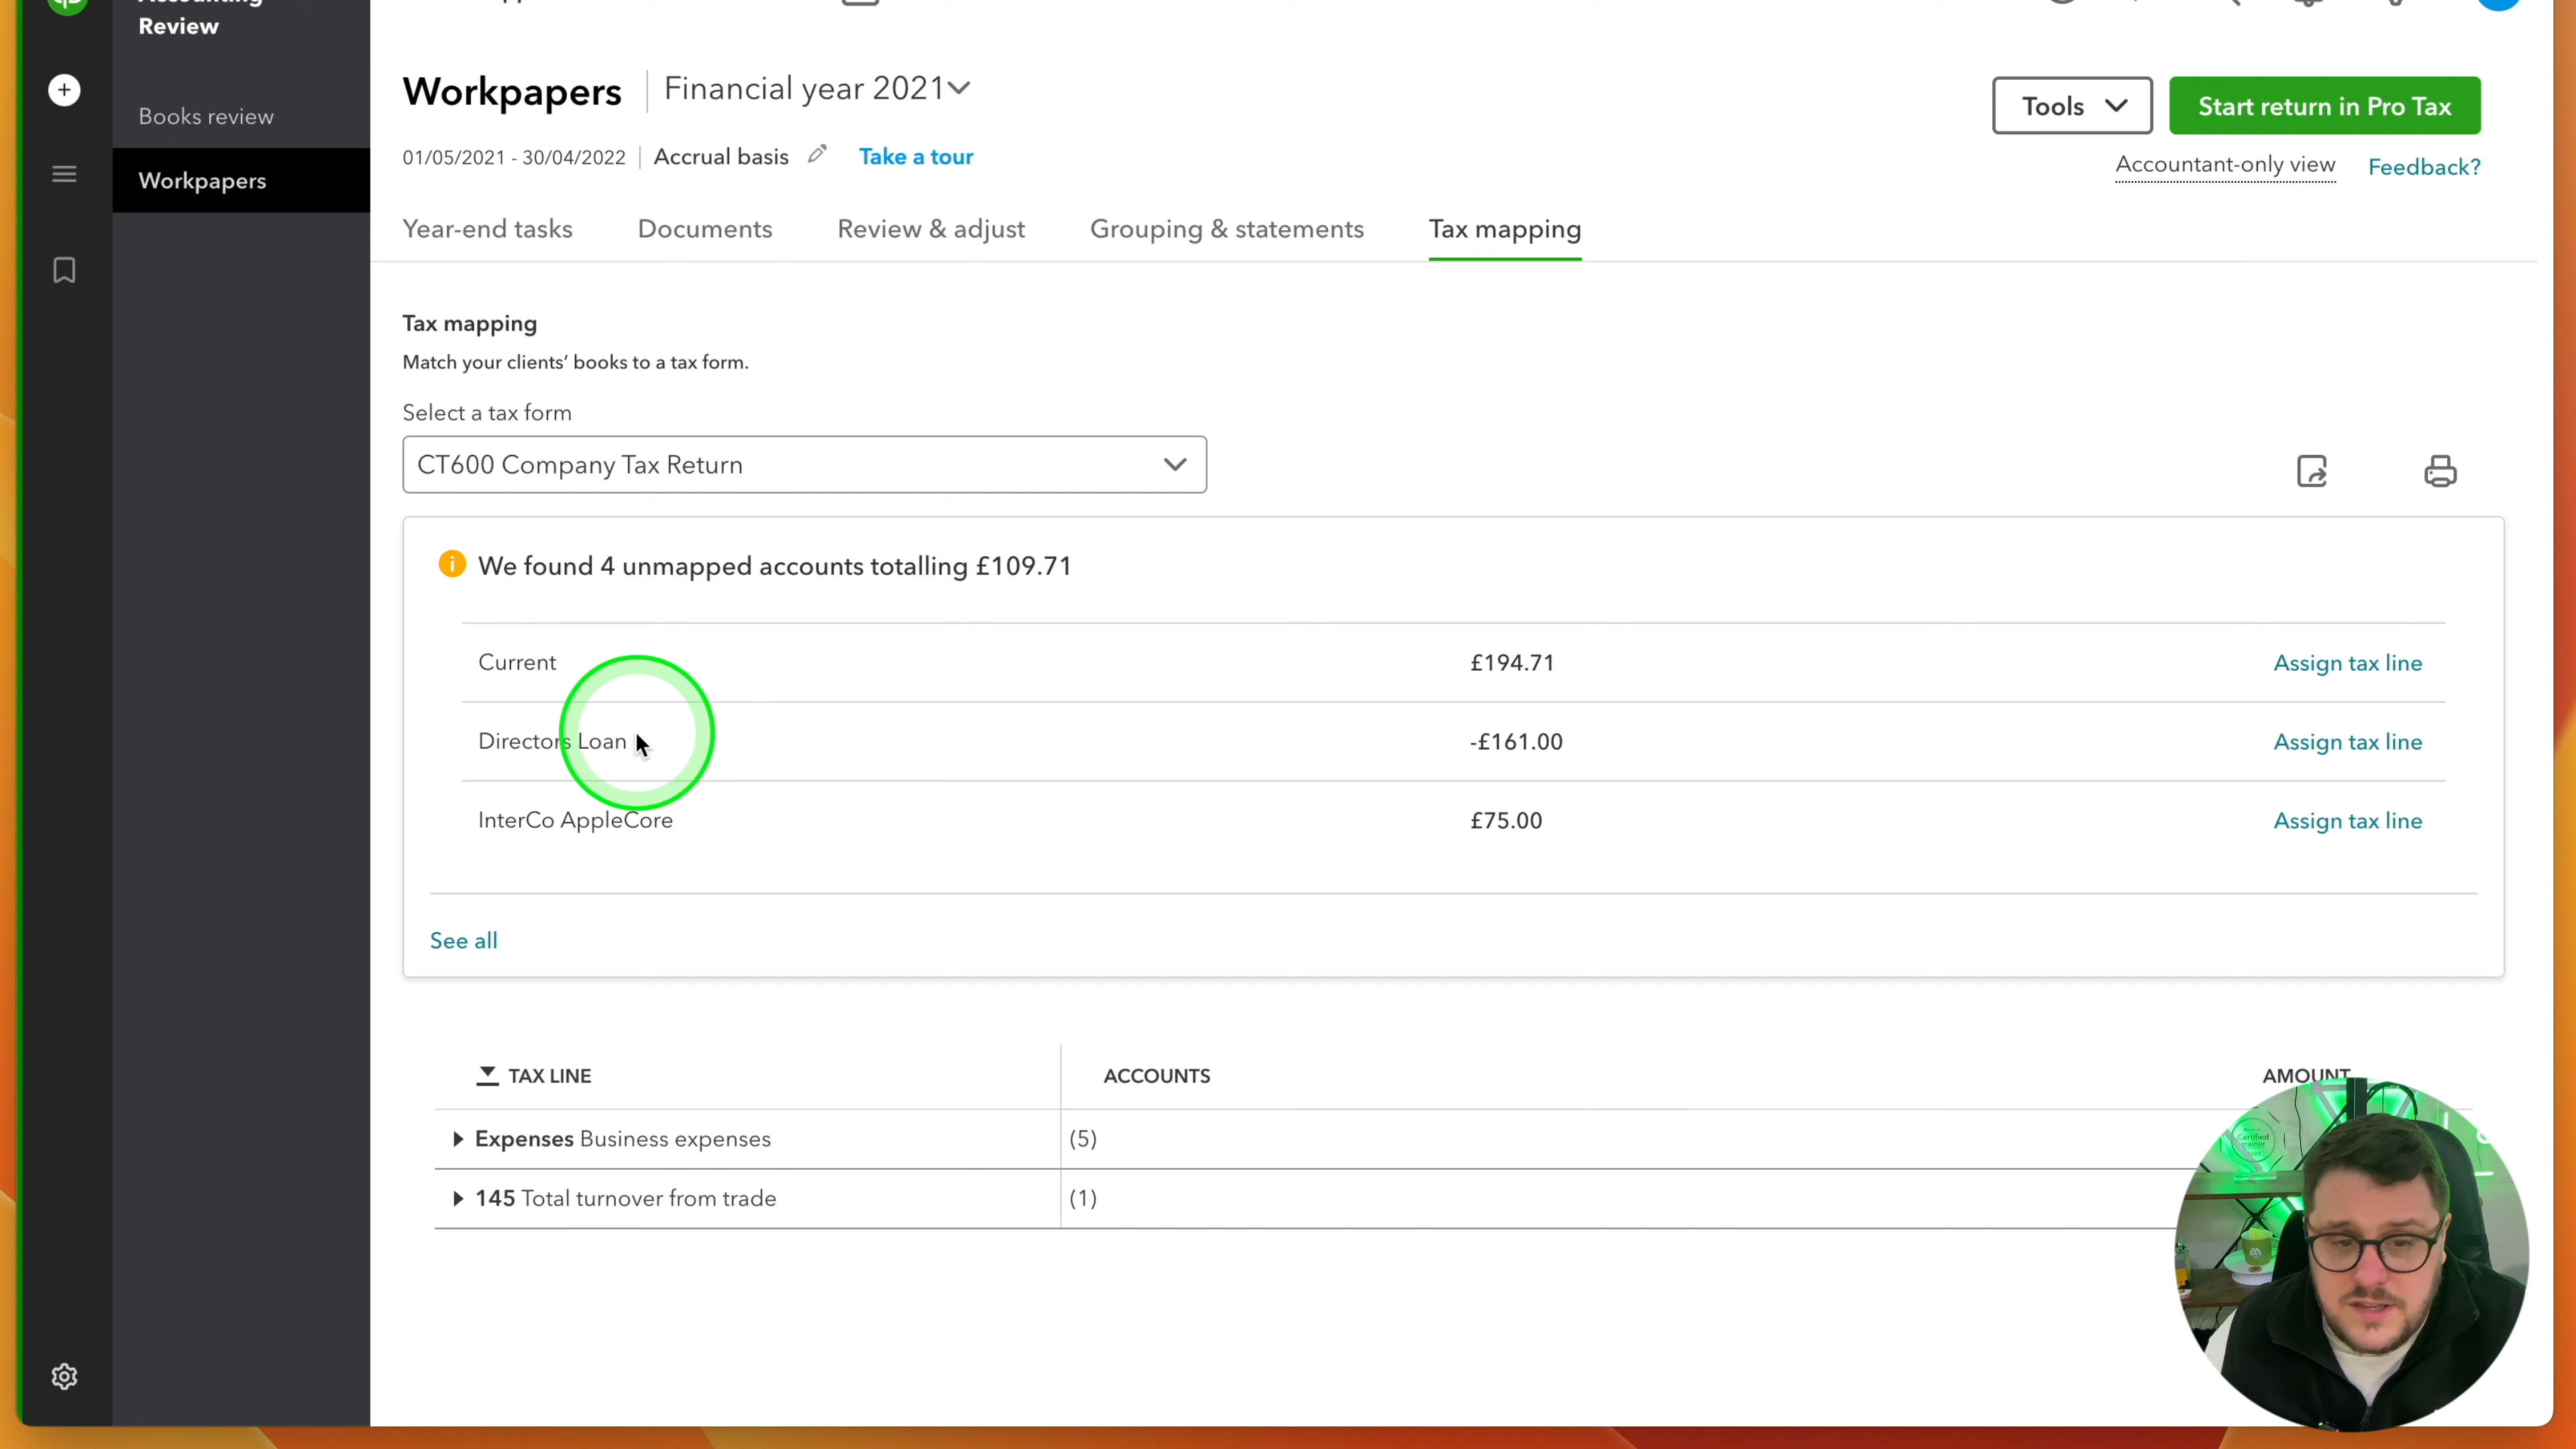 Accounting
Review
Books review
Workpapers
Workpapers
Financial year 2021
01/05/2021 - 30/04/2022
Accrual basis
Take a tour
Tools
Start return in Pro Tax
Accountant-only view
Feedback?
Year-end tasks
Documents
Review & adjust
Grouping & statements
Tax mapping
Tax mapping
Match your clients' books to a tax form.
Select a tax form
CT600 Company Tax Return
We found 4 unmapped accounts totalling £109.71
Current £194.71 Assign tax line
Directors Loan -£161.00 Assign tax line
InterCo AppleCore £75.00 Assign tax line
See all
TAX LINE ACCOUNTS AMOUNT
Expenses Business expenses (5)
145 Total turnover from trade (1)
Certified
trainer